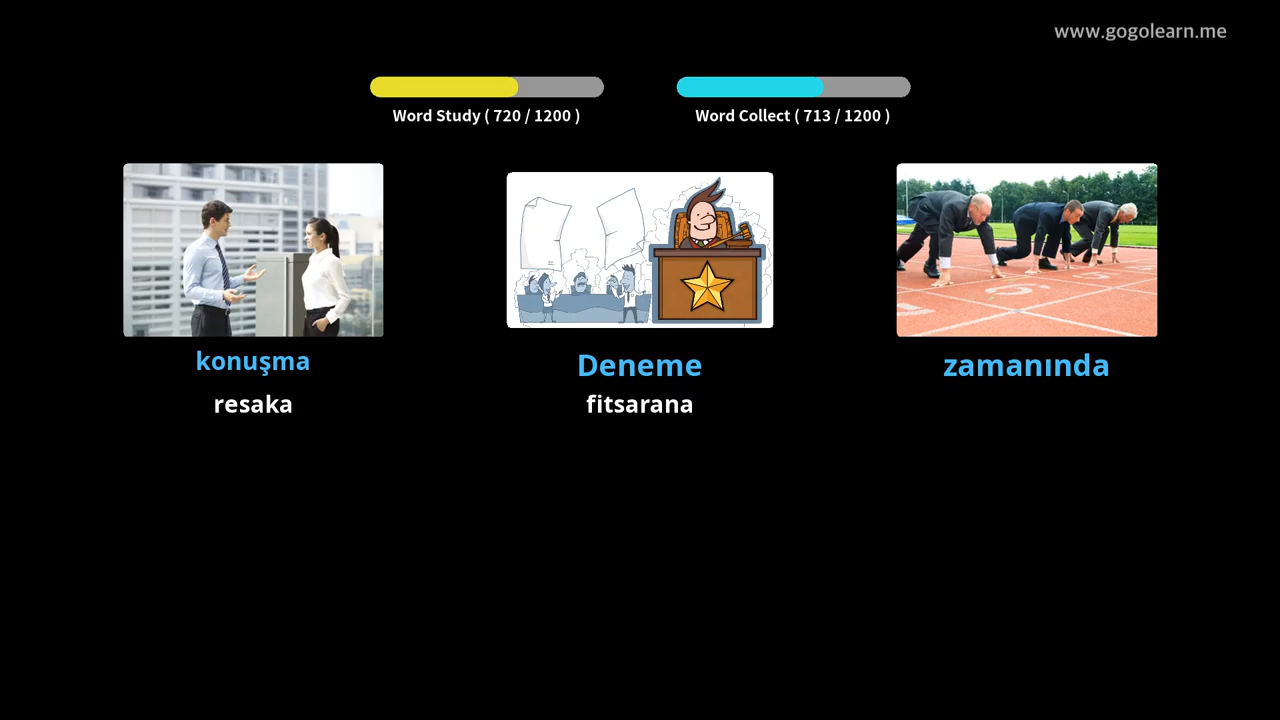 www.gogolearn.me
Word Study ( 720 / 1200 )
Word Collect ( 713 / 1200 )
konuşma
Deneme
zamanında
resaka
fitsarana